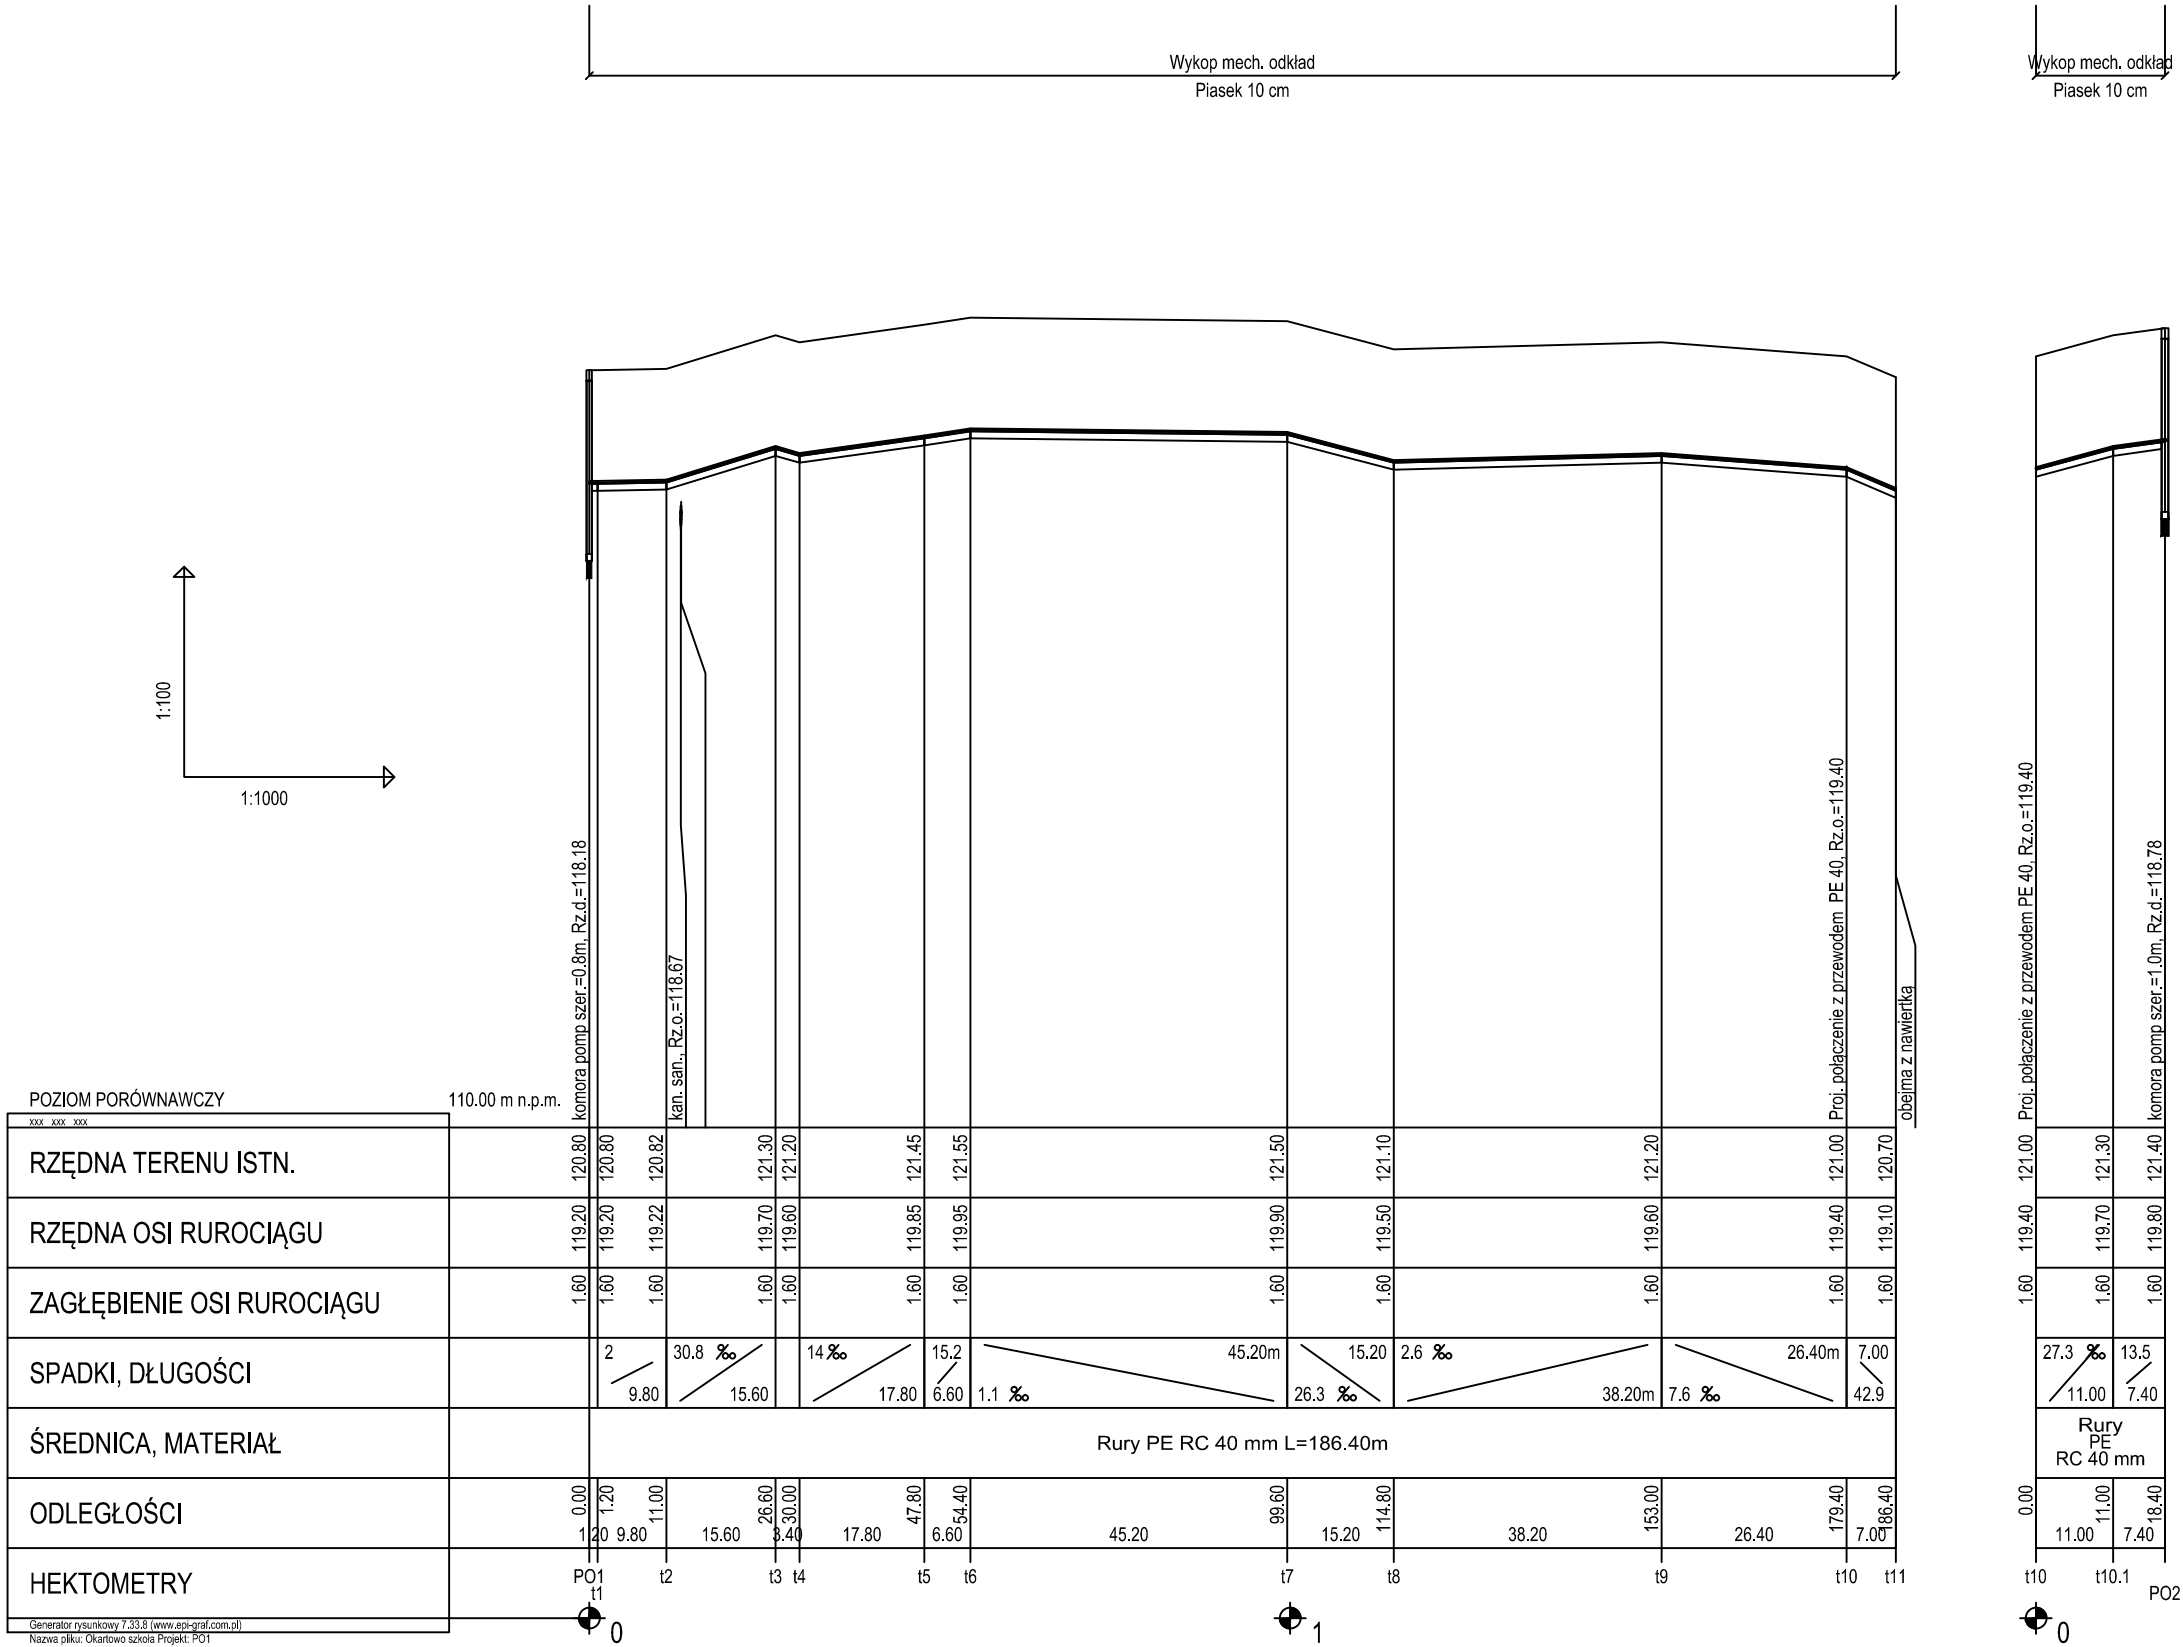 Wykop mech. odkład
Piasek 10 cm
Wykop mech. odkład
Piasek 10 cm
1:100
1:1000
komora pomp szer.=0.8m, Rz.d.=118.18
kan. san., Rz.o.=118.67
Proj. połączenie z przewodem PE 40, Rz.o.=119.40
obejma z nawiertką
Proj. połączenie z przewodem PE 40, Rz.o.=119.40
komora pomp szer.=1.0m, Rz.d.=118.78
POZIOM PORÓWNAWCZY 110.00 m n.p.m.
xxx xxx xxx
RZĘDNA TERENU ISTN. 120.80 120.80 120.82 121.30 121.20 121.45 121.55 121.50 121.10 121.20 121.00 120.70 121.00 121.30 121.40
RZĘDNA OSI RUROCIĄGU 119.20 119.20 119.22 119.70 119.60 119.85 119.95 119.90 119.50 119.60 119.40 119.10 119.40 119.70 119.80
ZAGŁĘBIENIE OSI RUROCIĄGU 1.60 1.60 1.60 1.60 1.60 1.60 1.60 1.60 1.60 1.60 1.60 1.60 1.60 1.60 1.60
SPADKI, DŁUGOŚCI
2 30.8 ‰ 14 ‰ 15.2 45.20m 15.20 2.6 ‰ 26.40m 7.00 27.3 ‰ 13.5
9.80 15.60 17.80 6.60 1.1 ‰ 26.3 ‰ 38.20m 7.6 ‰ 42.9 11.00 7.40
ŚREDNICA, MATERIAŁ
Rury PE RC 40 mm L=186.40m
Rury
PE
RC 40 mm
ODLEGŁOŚCI
0.00 1.20 11.00 26.60 30.00 47.80 54.40 99.60 114.80 153.00 179.40 186.40 0.00 11.00 18.40
1.20 9.80 15.60 3.40 17.80 6.60 45.20 15.20 38.20 26.40 7.00 11.00 7.40
HEKTOMETRY
PO1 t1 t2 t3 t4 t5 t6 t7 t8 t9 t10 t11 t10 t10.1 PO2
0 1 0
Generator rysunkowy 7.33.8 (www.epi-graf.com.pl)
Nazwa pliku: Okartowo szkoła Projekt: PO1